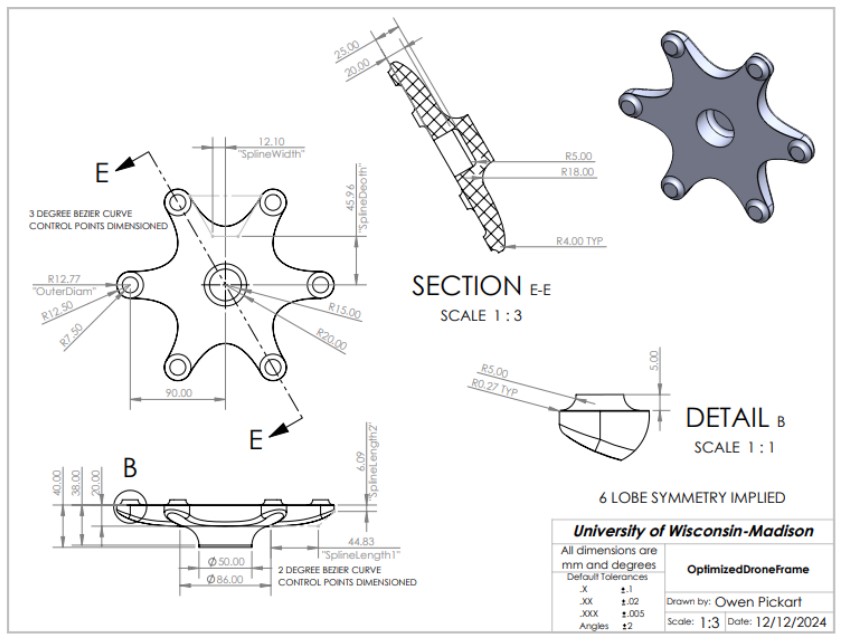 25.00
20.00
12.10
"SplineWidth"
E
45.96
"SplineDepth"
3 DEGREE BEZIER CURVE
CONTROL POINTS DIMENSIONED
R5.00
R18.00
R4.00 TYP
R12.77
"OuterDiam"
R12.50
R7.50
R15.00
R20.00
90.00
E
SECTION E-E
SCALE 1 : 3
R5.00
R0.27 TYP
5.00
DETAIL B
SCALE 1 : 1
B
40.00
38.00
20.00
6.09
"SplineLength2"
44.83
"SplineLength1"
Ø50.00
Ø86.00
2 DEGREE BEZIER CURVE
CONTROL POINTS DIMENSIONED
6 LOBE SYMMETRY IMPLIED
University of Wisconsin-Madison
All dimensions are
mm and degrees
Default Tolerances
.X ±.1
.XX ±.02
.XXX ±.005
Angles ±2
OptimizedDroneFrame
Drawn by: Owen Pickart
Scale: 1:3 Date: 12/12/2024